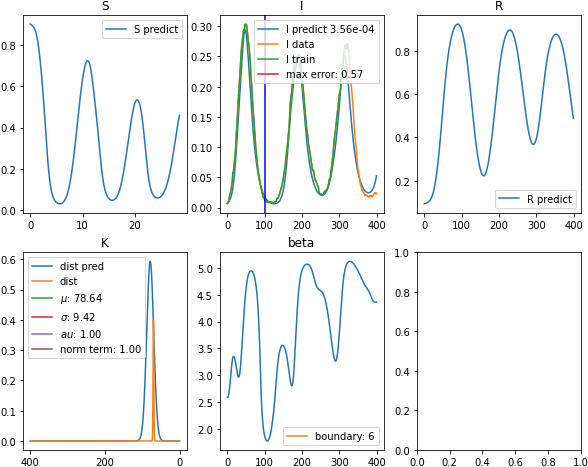 S
I
R
S predict
I predict 3.56e-04
I data
I train
max error: 0.57
R predict
0.8
0.6
0.4
0.2
0.0
0.30
0.25
0.20
0.15
0.10
0.05
0.00
0.8
0.6
0.4
0.2
0 10 20
0 100 200 300 400
0 100 200 300 400
K
beta
dist pred
dist
μ: 78.64
σ: 9.42
au: 1.00
norm term: 1.00
boundary: 6
0.6
0.5
0.4
0.3
0.2
0.1
0.0
5.0
4.5
4.0
3.5
3.0
2.5
2.0
1.0
0.8
0.6
0.4
0.2
0.0
400 200 0
0 100 200 300 400
0.0 0.2 0.4 0.6 0.8 1.0